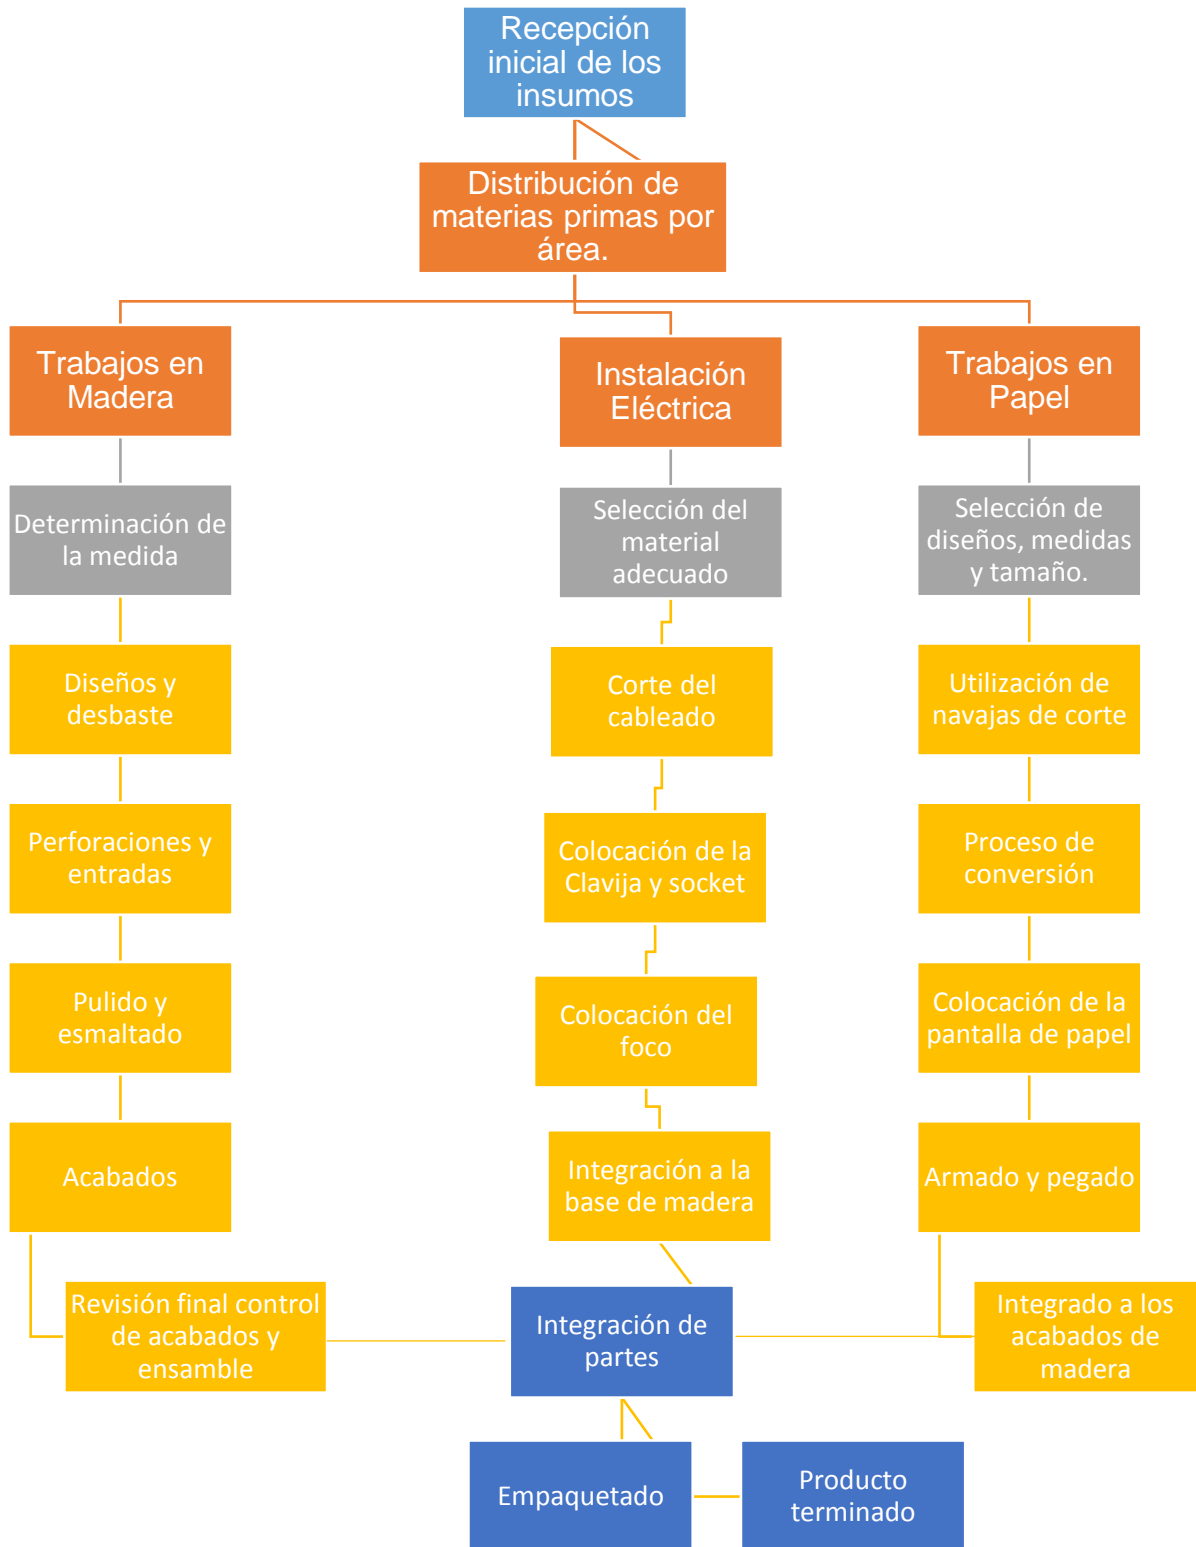 Recepción
inicial de los
insumos
Distribución de
materias primas por
área.
Trabajos en
Madera
Instalación
Eléctrica
Trabajos en
Papel
Determinación de
la medida
Selección del
material
adecuado
Selección de
diseños, medidas
y tamaño.
Diseños y
desbaste
Corte del
cableado
Utilización de
navajas de corte
Perforaciones y
entradas
Colocación de la
Clavija y socket
Proceso de
conversión
Pulido y
esmaltado
Colocación del
foco
Colocación de la
pantalla de papel
Acabados
Integración a la
base de madera
Armado y pegado
Revisión final control
de acabados y
ensamble
Integración de
partes
Integrado a los
acabados de
madera
Empaquetado
Producto
terminado